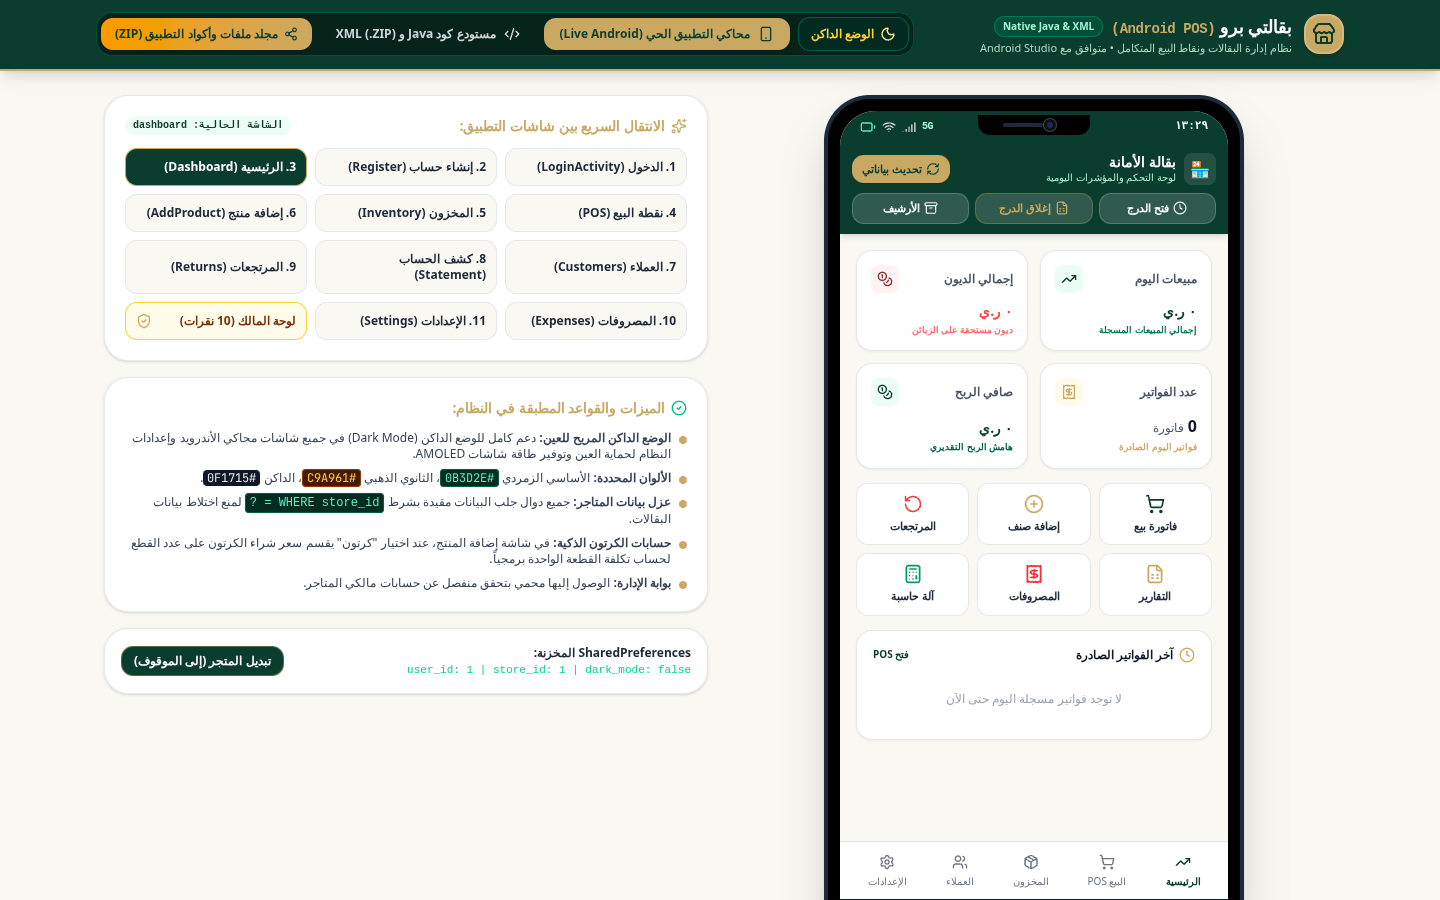 بقالتي برو (Android POS) Native Java & XML
نظام إدارة البقالات ونقاط البيع المتكامل • متوافق مع Android Studio
الوضع الداكن
محاكي التطبيق الحي (Live Android)
مستودع كود Java و XML (.ZIP)
مجلد ملفات وأكواد التطبيق (ZIP)
١٣:٢٩
5G
بقالة الأمانة
لوحة التحكم والمؤشرات اليومية
تحديث بياناتي
فتح الدرج
إغلاق الدرج
الأرشيف
مبيعات اليوم
٠ ر.ي
إجمالي المبيعات المسجلة
إجمالي الديون
٠ ر.ي
ديون مستحقة على الزبائن
عدد الفواتير
0 فاتورة
فواتير اليوم الصادرة
صافي الربح
٠ ر.ي
هامش الربح التقديري
فاتورة بيع
إضافة صنف
المرتجعات
التقارير
المصروفات
آلة حاسبة
آخر الفواتير الصادرة
فتح POS
لا توجد فواتير مسجلة اليوم حتى الآن
الرئيسية
البيع POS
المخزون
العملاء
الإعدادات
الانتقال السريع بين شاشات التطبيق:
الشاشة الحالية: dashboard
1. الدخول (LoginActivity)
2. إنشاء حساب (Register)
3. الرئيسية (Dashboard)
4. نقطة البيع (POS)
5. المخزون (Inventory)
6. إضافة منتج (AddProduct)
7. العملاء (Customers)
8. كشف الحساب
(Statement)
9. المرتجعات (Returns)
10. المصروفات (Expenses)
11. الإعدادات (Settings)
لوحة المالك (10 نقرات)
الميزات والقواعد المطبقة في النظام:
الوضع الداكن المريح للعين: دعم كامل للوضع الداكن (Dark Mode) في جميع شاشات محاكي الأندرويد وإعدادات
النظام لحماية العين وتوفير طاقة شاشات AMOLED.
الألوان المحددة: الأساسي الزمردي #0B3D2E، الثانوي الذهبي #C9A961، الداكن #0F1715.
عزل بيانات المتاجر: جميع دوال جلب البيانات مقيدة بشرط WHERE store_id = ? لمنع اختلاط بيانات
البقالات.
حسابات الكرتون الذكية: في شاشة إضافة المنتج، عند اختيار "كرتون" يقسم سعر شراء الكرتون على عدد القطع
لحساب تكلفة القطعة الواحدة برمجياً.
بوابة الإدارة: الوصول إليها محمي بتحقق منفصل عن حسابات مالكي المتاجر.
SharedPreferences المخزنة:
user_id: 1 | store_id: 1 | dark_mode: false
تبديل المتجر (إلى الموقوف)